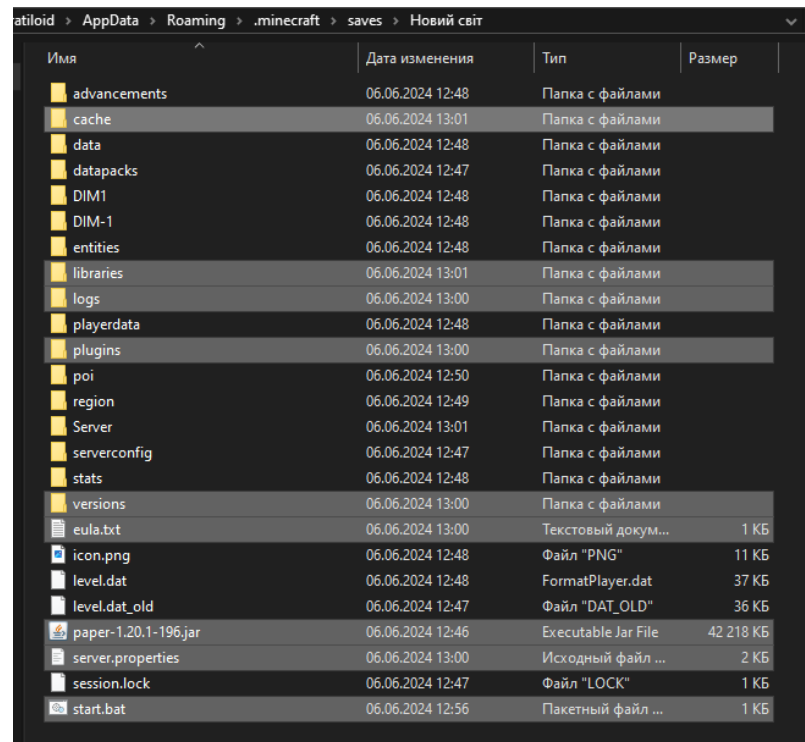 atiloid > AppData > Roaming > .minecraft > saves > Новий світ
Имя Дата изменения Тип Размер
advancements 06.06.2024 12:48 Папка с файлами
cache 06.06.2024 13:01 Папка с файлами
data 06.06.2024 12:48 Папка с файлами
datapacks 06.06.2024 12:47 Папка с файлами
DIM1 06.06.2024 12:48 Папка с файлами
DIM-1 06.06.2024 12:48 Папка с файлами
entities 06.06.2024 12:48 Папка с файлами
libraries 06.06.2024 13:01 Папка с файлами
logs 06.06.2024 13:00 Папка с файлами
playerdata 06.06.2024 12:48 Папка с файлами
plugins 06.06.2024 13:00 Папка с файлами
poi 06.06.2024 12:50 Папка с файлами
region 06.06.2024 12:49 Папка с файлами
Server 06.06.2024 13:01 Папка с файлами
serverconfig 06.06.2024 12:47 Папка с файлами
stats 06.06.2024 12:48 Папка с файлами
versions 06.06.2024 13:00 Папка с файлами
eula.txt 06.06.2024 13:00 Текстовый докум... 1 КБ
icon.png 06.06.2024 12:48 Файл "PNG" 11 КБ
level.dat 06.06.2024 12:48 FormatPlayer.dat 37 КБ
level.dat_old 06.06.2024 12:47 Файл "DAT_OLD" 36 КБ
paper-1.20.1-196.jar 06.06.2024 12:46 Executable Jar File 42 218 КБ
server.properties 06.06.2024 13:00 Исходный файл ... 2 КБ
session.lock 06.06.2024 12:47 Файл "LOCK" 1 КБ
start.bat 06.06.2024 12:56 Пакетный файл ... 1 КБ